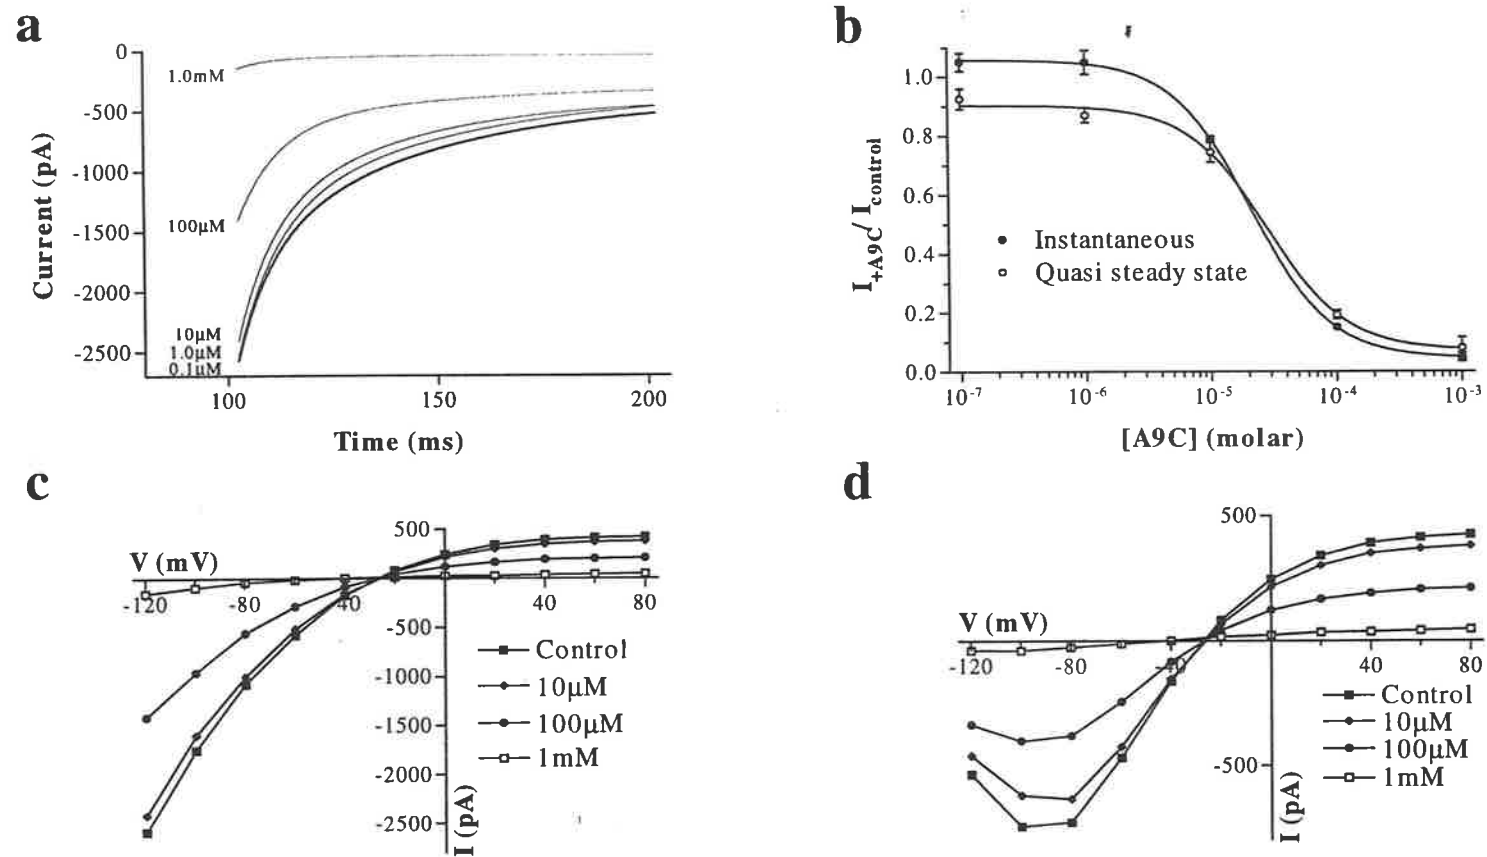 a
0
-500
-1000
-1500
-2000
-2500
Current (pA)
1.0mM
100µM
10µM
1.0µM
0.1µM
100
150
200
Time (ms)
b
1.0
0.8
0.6
0.4
0.2
0.0
I+A9C/ Icontrol
Instantaneous
Quasi steady state
10-7
10-6
10-5
10-4
10-3
[A9C] (molar)
c
V (mV)
-120
-80
-40
40
80
500
-500
-1000
-1500
-2000
-2500
I (pA)
Control
10µM
100µM
1mM
d
V (mV)
-120
-80
-40
40
80
500
-500
I (pA)
Control
10µM
100µM
1mM